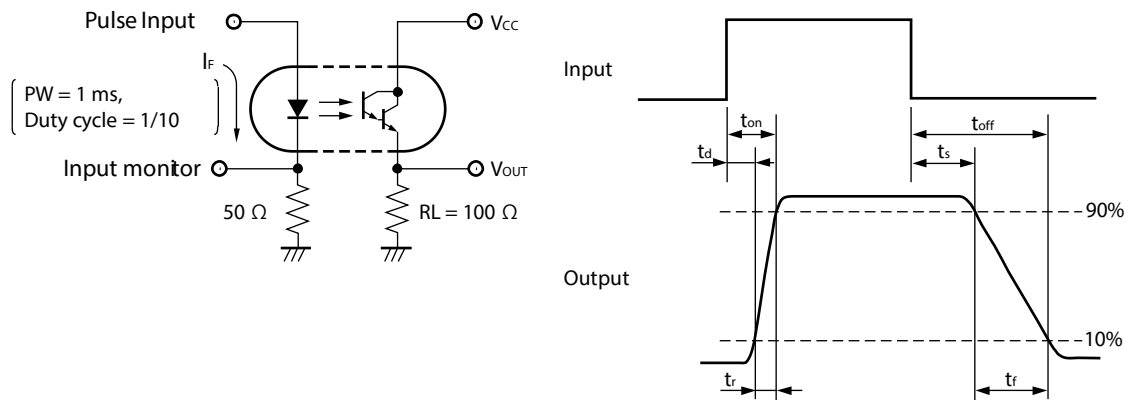 Pulse Input
VCC
IF
PW = 1 ms,
Duty cycle = 1/10
Input monitor
VOUT
50 Ω
RL = 100 Ω
Input
ton
toff
td
ts
90%
Output
10%
tr
tf